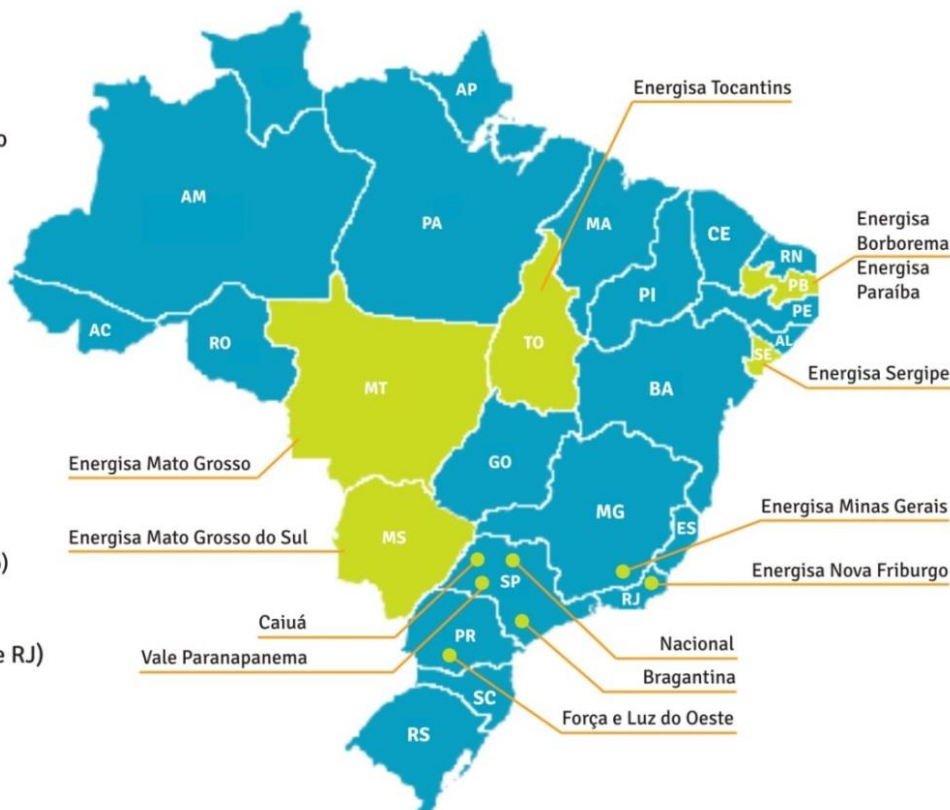 AP
Energisa Tocantins
o
AM
PA
MA
CE
Energisa
Borborema
RN
Energisa
Paraíba
PB
PI
PE
AC
RO
TO
AL
SE
Energisa Sergipe
MT
BA
GO
Energisa Mato Grosso
MG
Energisa Minas Gerais
ES
Energisa Mato Grosso do Sul
MS
)
SP
Energisa Nova Friburgo
RJ
Caiuá
PR
Nacional
e RJ)
Vale Paranapanema
Bragantina
SC
Força e Luz do Oeste
RS